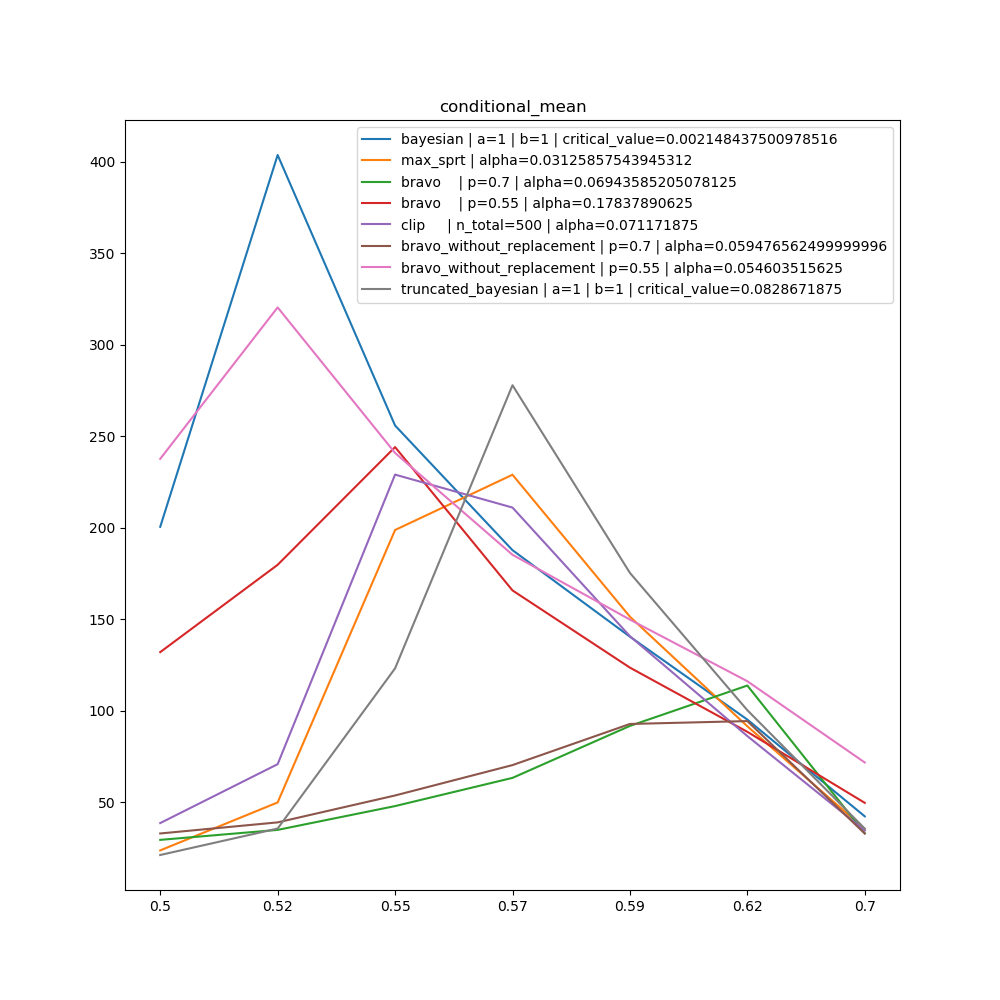 conditional_mean
bayesian | a=1 | b=1 | critical_value=0.002148437500978516
max_sprt | alpha=0.03125857543945312
bravo    | p=0.7 | alpha=0.06943585205078125
bravo    | p=0.55 | alpha=0.17837890625
clip     | n_total=500 | alpha=0.071171875
bravo_without_replacement | p=0.7 | alpha=0.059476562499999996
bravo_without_replacement | p=0.55 | alpha=0.054603515625
truncated_bayesian | a=1 | b=1 | critical_value=0.0828671875
400
350
300
250
200
150
100
50
0.5 0.52 0.55 0.57 0.59 0.62 0.7